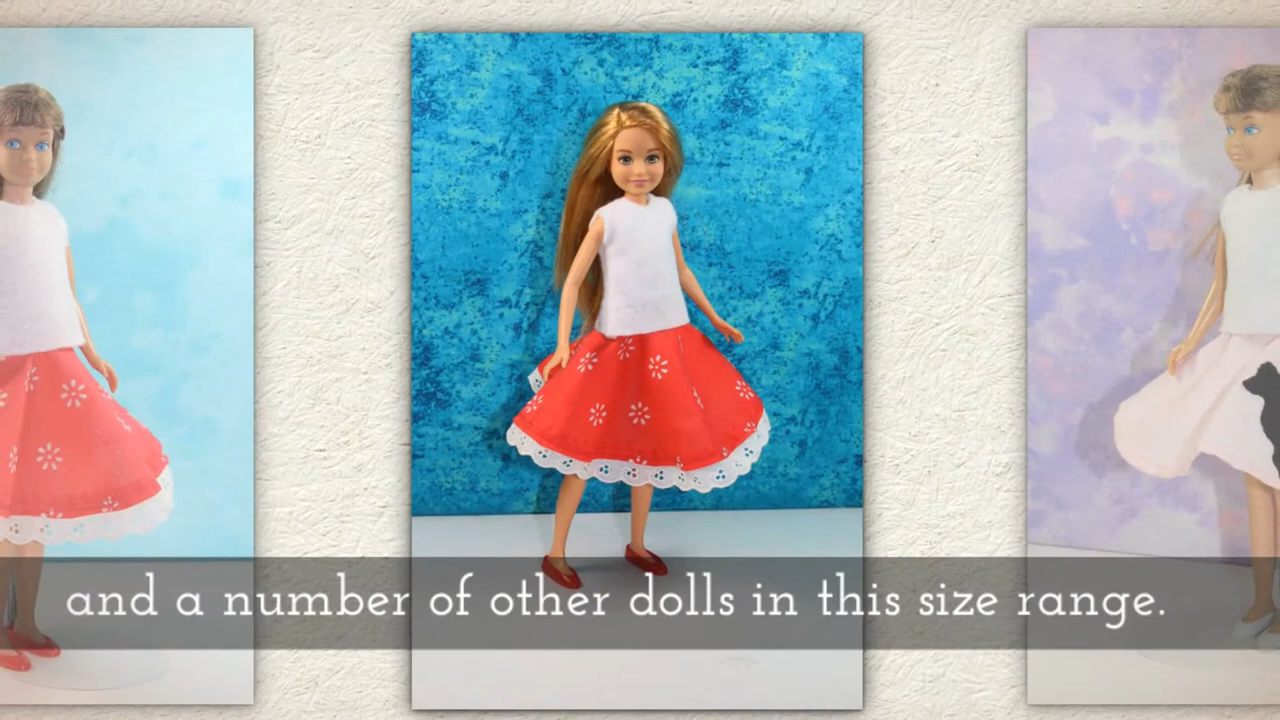 and a number of other dolls in this size range.